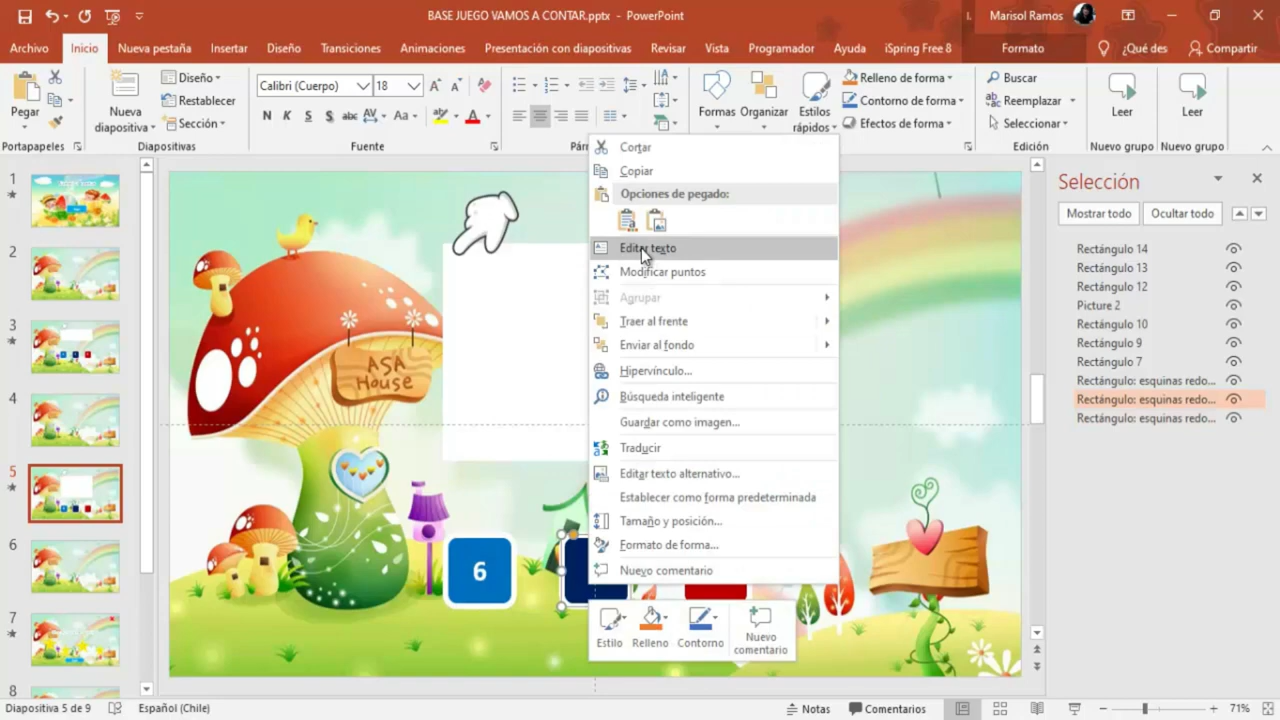 BASE JUEGO VAMOS A CONTAR.pptx - PowerPoint
Marisol Ramos
Archivo Inicio Nueva pestaña Insertar Diseño Transiciones Animaciones Presentación con diapositivas Revisar Vista Programador Ayuda iSpring Free 8 Formato ¿Qué des Compartir
Pegar
Nueva diapositiva
Diseño
Restablecer
Sección
Calibri (Cuerpo) 18
N K S S abc AV Aa A
Formas
Organizar
Estilos rápidos
Relleno de forma
Contorno de forma
Efectos de forma
Buscar
Reemplazar
Seleccionar
Leer
Leer
Portapapeles Diapositivas Fuente Párr Edición Nuevo grupo Nuevo grupo
1
2
3
4
5
6
7
8
ASA
House
6
Cortar
Copiar
Opciones de pegado:
Editar texto
Modificar puntos
Agrupar
Traer al frente
Enviar al fondo
Hipervínculo...
Búsqueda inteligente
Guardar como imagen...
Traducir
Editar texto alternativo...
Establecer como forma predeterminada
Tamaño y posición...
Formato de forma...
Nuevo comentario
Estilo Relleno Contorno Nuevo comentario
Selección
Mostrar todo Ocultar todo
Rectángulo 14
Rectángulo 13
Rectángulo 12
Picture 2
Rectángulo 10
Rectángulo 9
Rectángulo 7
Rectángulo: esquinas redo...
Rectángulo: esquinas redo...
Rectángulo: esquinas redo...
Diapositiva 5 de 9 Español (Chile) Notas Comentarios 71%